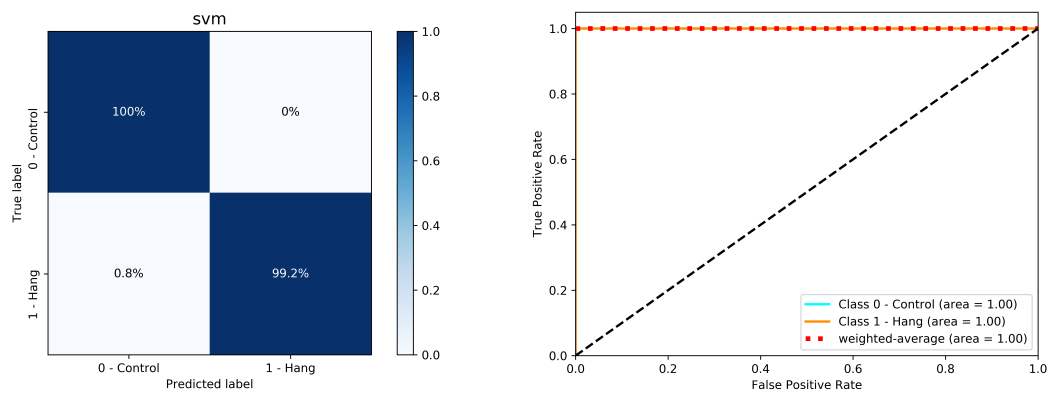 svm
0 - Control
1 - Hang
True label
100%
0%
0.8%
99.2%
0 - Control
1 - Hang
Predicted label
1.0
0.8
0.6
0.4
0.2
0.0
True Positive Rate
1.0
0.8
0.6
0.4
0.2
0.0
Class 0 - Control (area = 1.00)
Class 1 - Hang (area = 1.00)
weighted-average (area = 1.00)
0.0
0.2
0.4
0.6
0.8
1.0
False Positive Rate